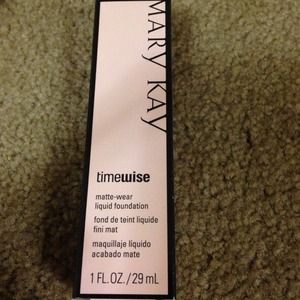 MARY KAY
timewise
matte-wear
liquid foundation
fond de teint liquide
fini mat
maquillaje líquido
acabado mate
1 FL.OZ./29 mL